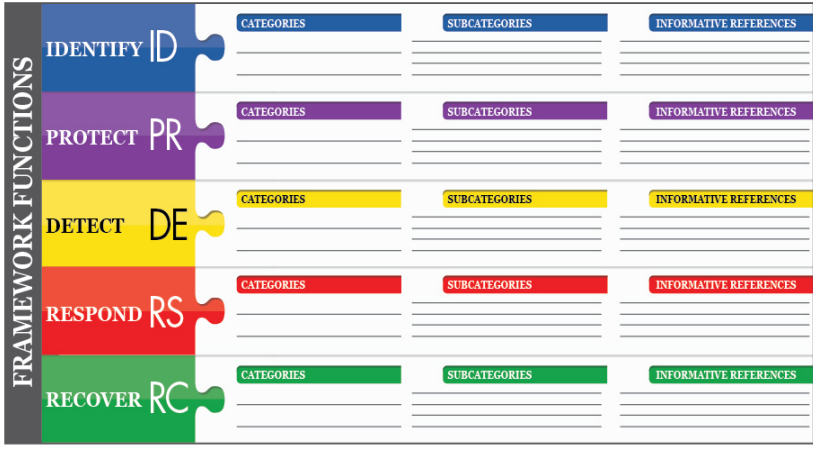 FRAMEWORK FUNCTIONS
IDENTIFY ID
CATEGORIES
SUBCATEGORIES
INFORMATIVE REFERENCES
PROTECT PR
CATEGORIES
SUBCATEGORIES
INFORMATIVE REFERENCES
DETECT DE
CATEGORIES
SUBCATEGORIES
INFORMATIVE REFERENCES
RESPOND RS
CATEGORIES
SUBCATEGORIES
INFORMATIVE REFERENCES
RECOVER RC
CATEGORIES
SUBCATEGORIES
INFORMATIVE REFERENCES